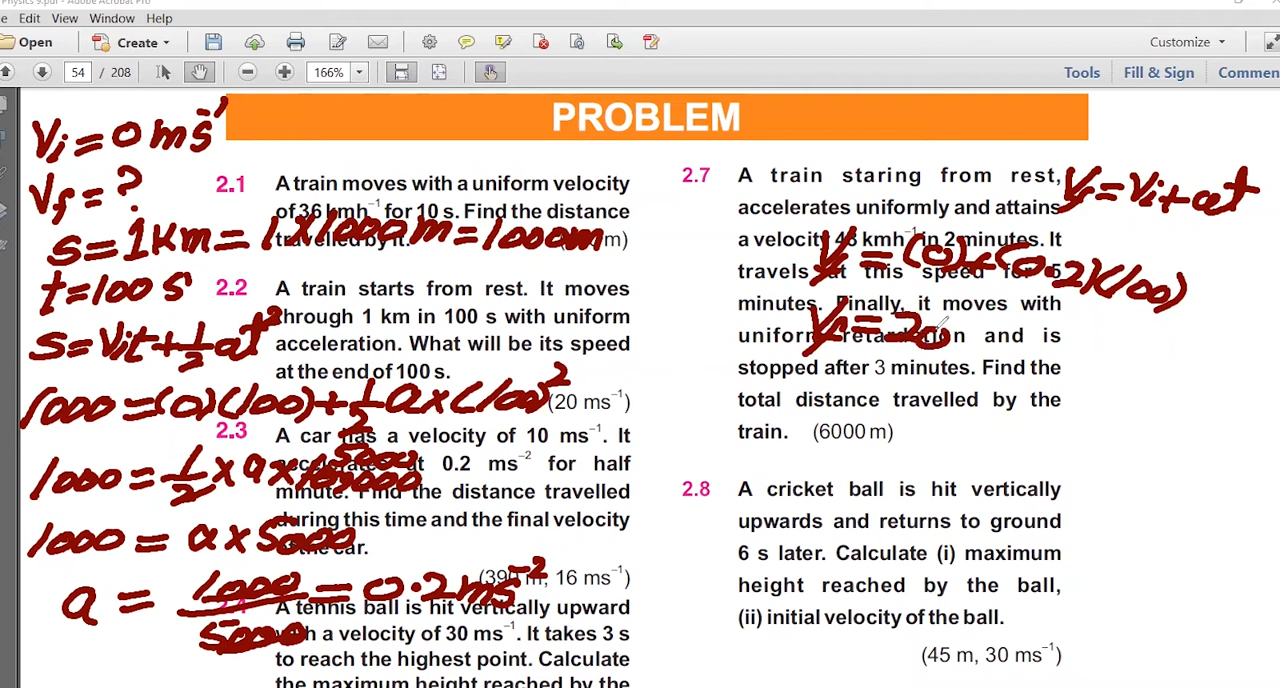 Physics 9.pdf - Adobe Acrobat Pro
Edit View Window Help
Open Create Customize
54 / 208 166% Tools Fill & Sign Commen
PROBLEM
Vi = 0 ms⁻¹
Vf = ?
S = 1 Km = 1 × 1000 m = 1000 m
t = 100 S
S = Vit + 1/2 at²
1000 = (0)(100) + 1/2 a × (100)²
1000 = 1/2 × a × 10000
5000
1000 = a × 5000
a = 1000/5000 = 0.2 ms⁻²
2.1 A train moves with a uniform velocity
of 36 kmh⁻¹ for 10 s. Find the distance
travelled by it. m)
2.2 A train starts from rest. It moves
through 1 km in 100 s with uniform
acceleration. What will be its speed
at the end of 100 s.
(20 ms⁻¹)
2.3 A car has a velocity of 10 ms⁻¹. It
accelerates at 0.2 ms⁻² for half
minute. Find the distance travelled
during this time and the final velocity
of the car.
(390 m, 16 ms⁻¹)
2.4 A tennis ball is hit vertically upward
with a velocity of 30 ms⁻¹. It takes 3 s
to reach the highest point. Calculate
the maximum height reached by the
2.7 A train staring from rest,
accelerates uniformly and attains
a velocity 48 kmh⁻¹ in 2 minutes. It
travels at this speed for 5
minutes. Finally, it moves with
uniform retardation and is
stopped after 3 minutes. Find the
total distance travelled by the
train. (6000 m)
Vf = Vi + at
Vf = (0) + (0.2)(100)
Vf = 20
2.8 A cricket ball is hit vertically
upwards and returns to ground
6 s later. Calculate (i) maximum
height reached by the ball,
(ii) initial velocity of the ball.
(45 m, 30 ms⁻¹)